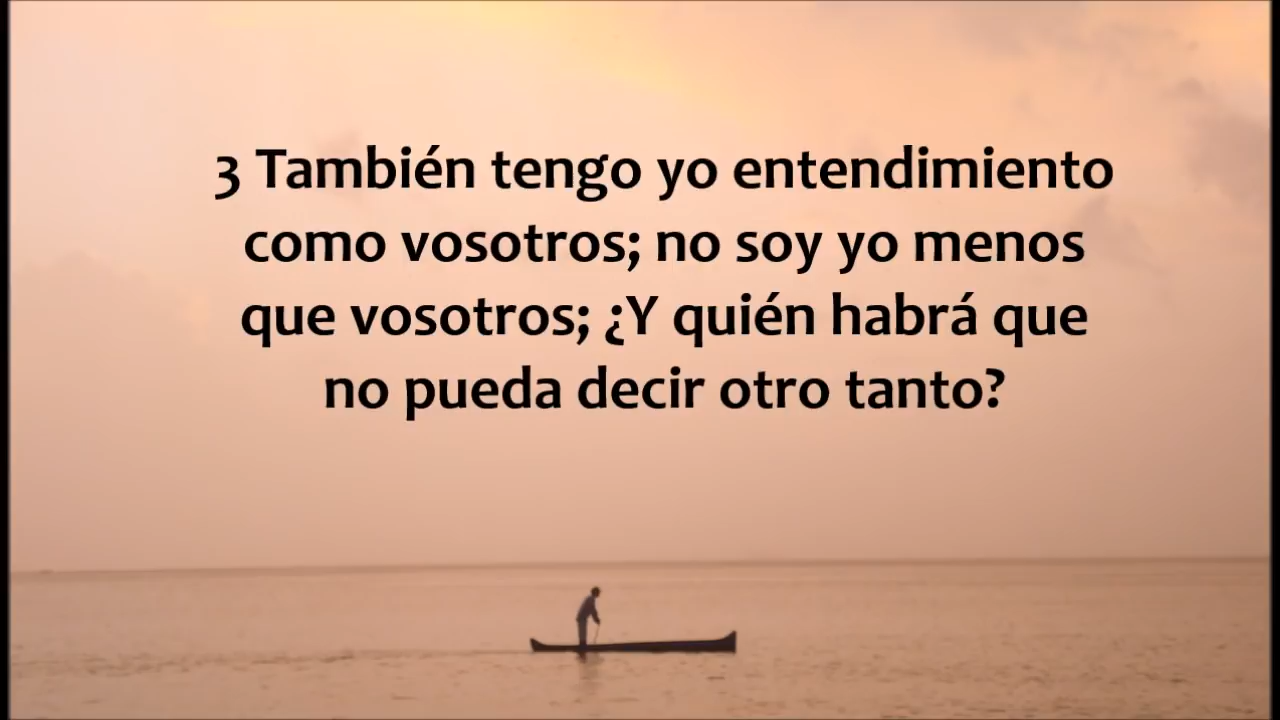 3 También tengo yo entendimiento
como vosotros; no soy yo menos
que vosotros; ¿Y quién habrá que
no pueda decir otro tanto?